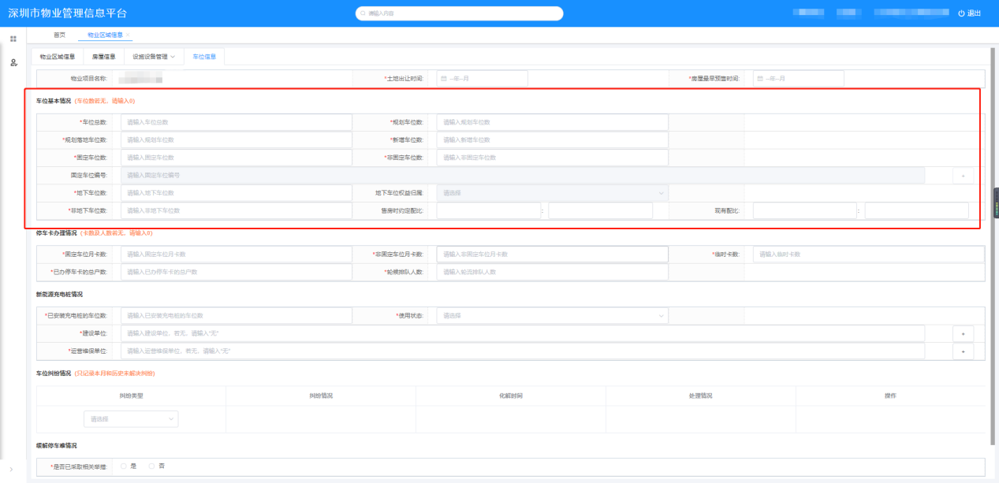 深圳市物业管理信息平台 请输入内容 退出
首页 物业区域信息
物业区域信息 房屋信息 设施设备管理 车位信息
物业项目名称: *土地出让时间: --年--月 *房屋最早预售时间: --年--月
车位基本情况 (车位数若无，请输入0)
*车位总数: 请输入车位总数 *规划车位数: 请输入规划车位数
*规划落地车位数: 请输入规划车位数 *新增车位数: 请输入新增车位数
*固定车位数: 请输入固定车位数 *非固定车位数: 请输入非固定车位数
固定车位编号: 请输入固定车位编号 +
*地下车位数: 请输入地下车位数 地下车位权益归属: 请选择
*非地下车位数: 请输入非地下车位数 售房时约定配比: : 现有配比: :
停车卡办理情况 (卡数及人数若无，请输入0)
*固定车位月卡数: 请输入固定车位月卡数 *非固定车位月卡数: 请输入非固定车位月卡数 *临时卡数: 请输入临时卡数
*已办停车卡的总户数: 请输入已办停车卡的总户数 *轮候排队人数: 请输入轮流排队人数
新能源充电桩情况
*已安装充电桩的车位数: 请输入已安装充电桩的车位数 *使用状态: 请选择
*建设单位: 请输入建设单位，若无，请输入"无" +
*运营维保单位: 请输入运营维保单位，若无，请输入"无" +
车位纠纷情况 (只记录本月和历史未解决纠纷)
纠纷类型 纠纷情况 化解时间 处理情况 操作
请选择
缓解停车难情况
*是否已采取相关举措: 是 否